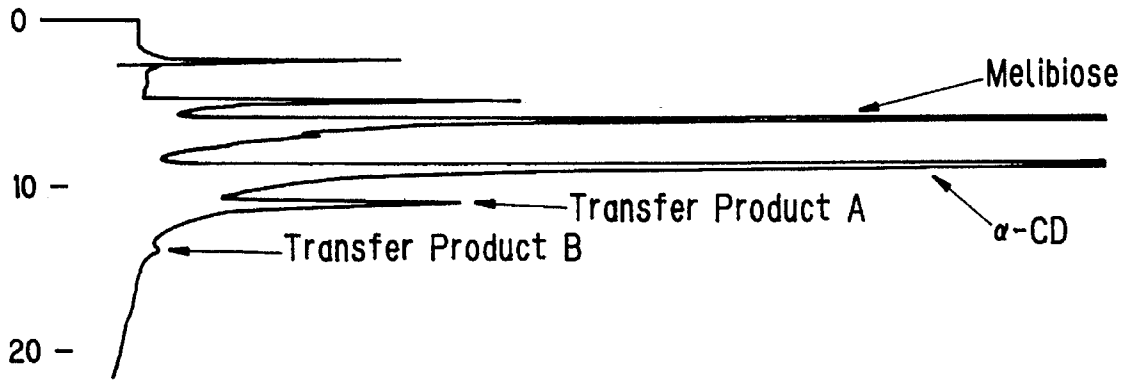 0
Melibiose
10 –
Transfer Product A
α-CD
Transfer Product B
20 –